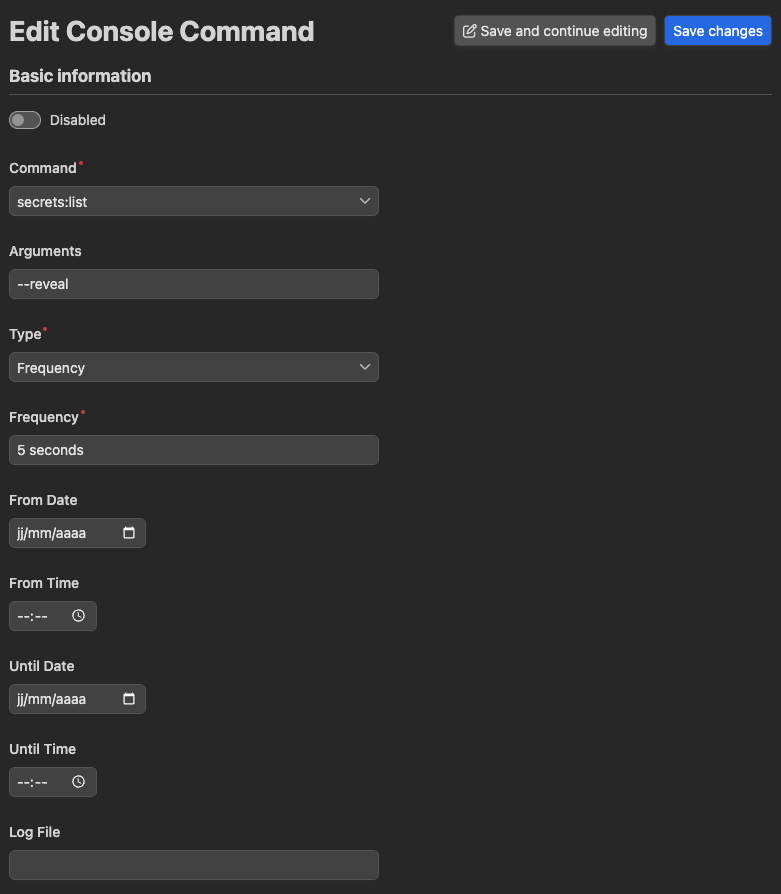 Edit Console Command
Save and continue editing
Save changes
Basic information
Disabled
Command
secrets:list
Arguments
--reveal
Type
Frequency
Frequency
5 seconds
From Date
jj/mm/aaaa
From Time
--:--
Until Date
jj/mm/aaaa
Until Time
--:--
Log File